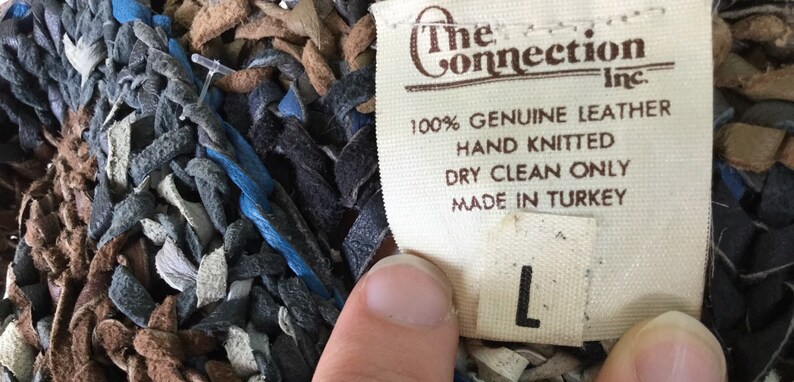 The
Connection
Inc.
100% GENUINE LEATHER
HAND KNITTED
DRY CLEAN ONLY
MADE IN TURKEY
L